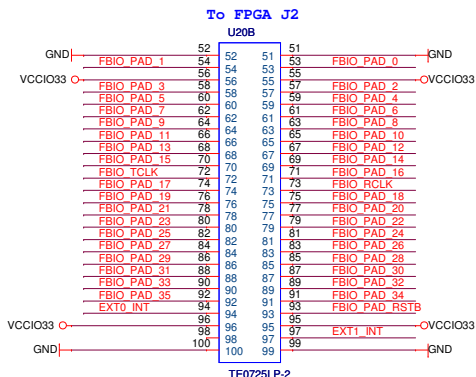 To FPGA J2
U20B
GND 52 52 51 51 GND
FBIO_PAD_1 54 54 53 53 FBIO_PAD_0
VCCIO33 56 56 55 55 VCCIO33
FBIO_PAD_3 58 58 57 57 FBIO_PAD_2
FBIO_PAD_5 60 60 59 59 FBIO_PAD_4
FBIO_PAD_7 62 62 61 61 FBIO_PAD_6
FBIO_PAD_9 64 64 63 63 FBIO_PAD_8
FBIO_PAD_11 66 66 65 65 FBIO_PAD_10
FBIO_PAD_13 68 68 67 67 FBIO_PAD_12
FBIO_PAD_15 70 70 69 69 FBIO_PAD_14
FBIO_TCLK 72 72 71 71 FBIO_PAD_16
FBIO_PAD_17 74 74 73 73 FBIO_RCLK
FBIO_PAD_19 76 76 75 75 FBIO_PAD_18
FBIO_PAD_21 78 78 77 77 FBIO_PAD_20
FBIO_PAD_23 80 80 79 79 FBIO_PAD_22
FBIO_PAD_25 82 82 81 81 FBIO_PAD_24
FBIO_PAD_27 84 84 83 83 FBIO_PAD_26
FBIO_PAD_29 86 86 85 85 FBIO_PAD_28
FBIO_PAD_31 88 88 87 87 FBIO_PAD_30
FBIO_PAD_33 90 90 89 89 FBIO_PAD_32
FBIO_PAD_35 92 92 91 91 FBIO_PAD_34
EXT0_INT 94 94 93 93 FBIO_PAD_RSTB
VCCIO33 96 96 95 95 VCCIO33
98 98 97 97 EXT1_INT
GND 100 100 99 99 GND
TE0725LP-2